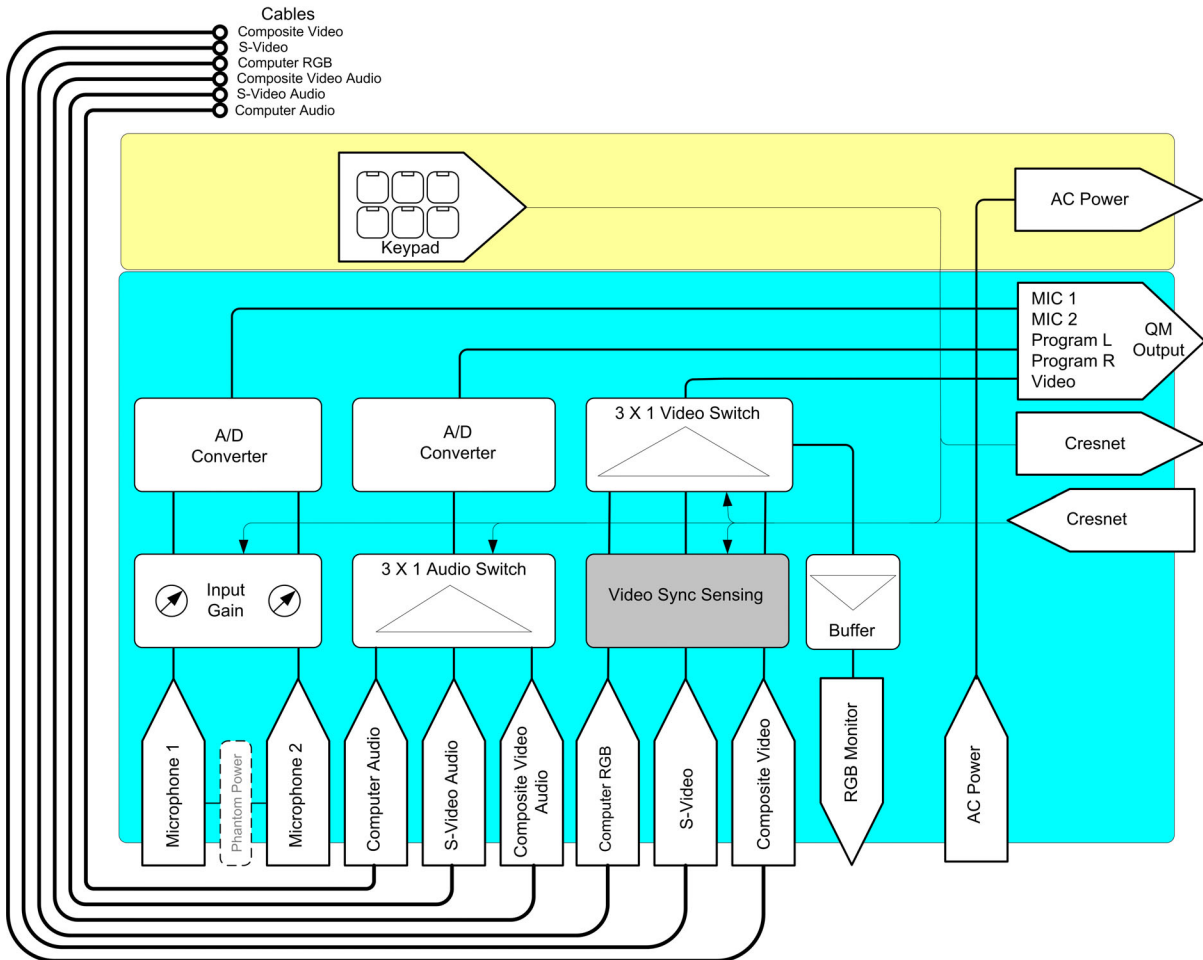 Cables
Composite Video
S-Video
Computer RGB
Composite Video Audio
S-Video Audio
Computer Audio
Keypad
AC Power
MIC 1
MIC 2
Program L
Program R
Video
QM
Output
A/D
Converter
A/D
Converter
3 X 1 Video Switch
Cresnet
Cresnet
Input
Gain
3 X 1 Audio Switch
Video Sync Sensing
Buffer
Microphone 1
Phantom Power
Microphone 2
Computer Audio
S-Video Audio
Composite Video
Audio
Computer RGB
S-Video
Composite Video
RGB Monitor
AC Power